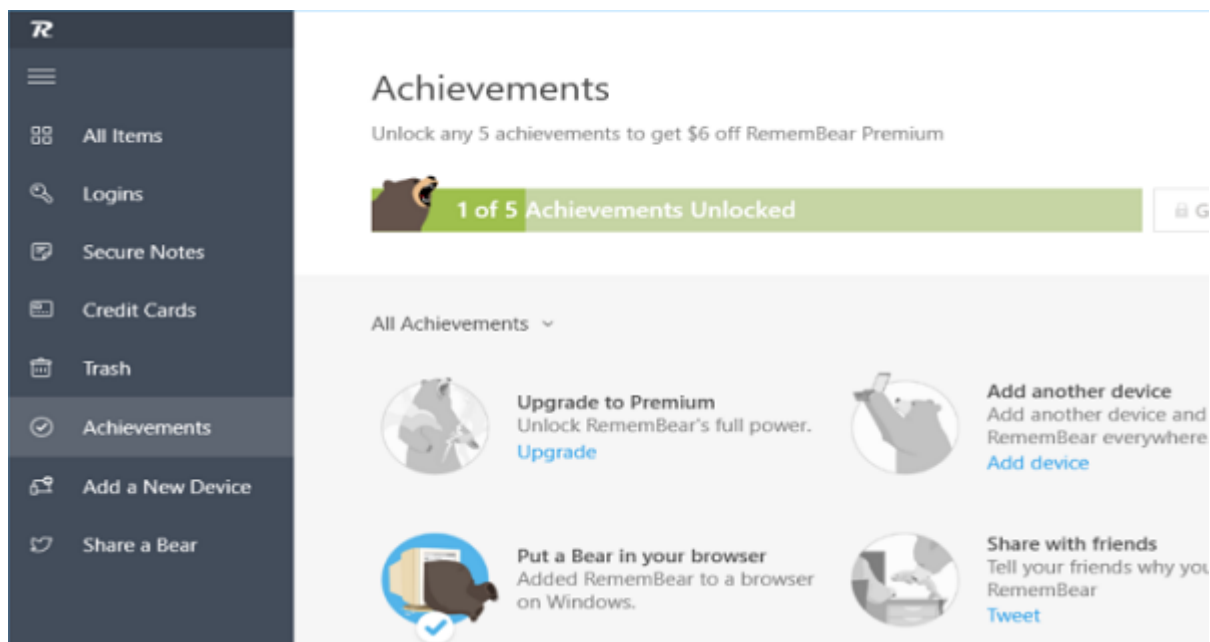 R
All Items
Logins
Secure Notes
Credit Cards
Trash
Achievements
Add a New Device
Share a Bear
Achievements
Unlock any 5 achievements to get $6 off RememBear Premium
1 of 5 Achievements Unlocked
G
All Achievements
Upgrade to Premium
Unlock RememBear's full power.
Upgrade
Add another device
Add another device and
RememBear everywhere
Add device
Put a Bear in your browser
Added RememBear to a browser
on Windows.
Share with friends
Tell your friends why you
RememBear
Tweet